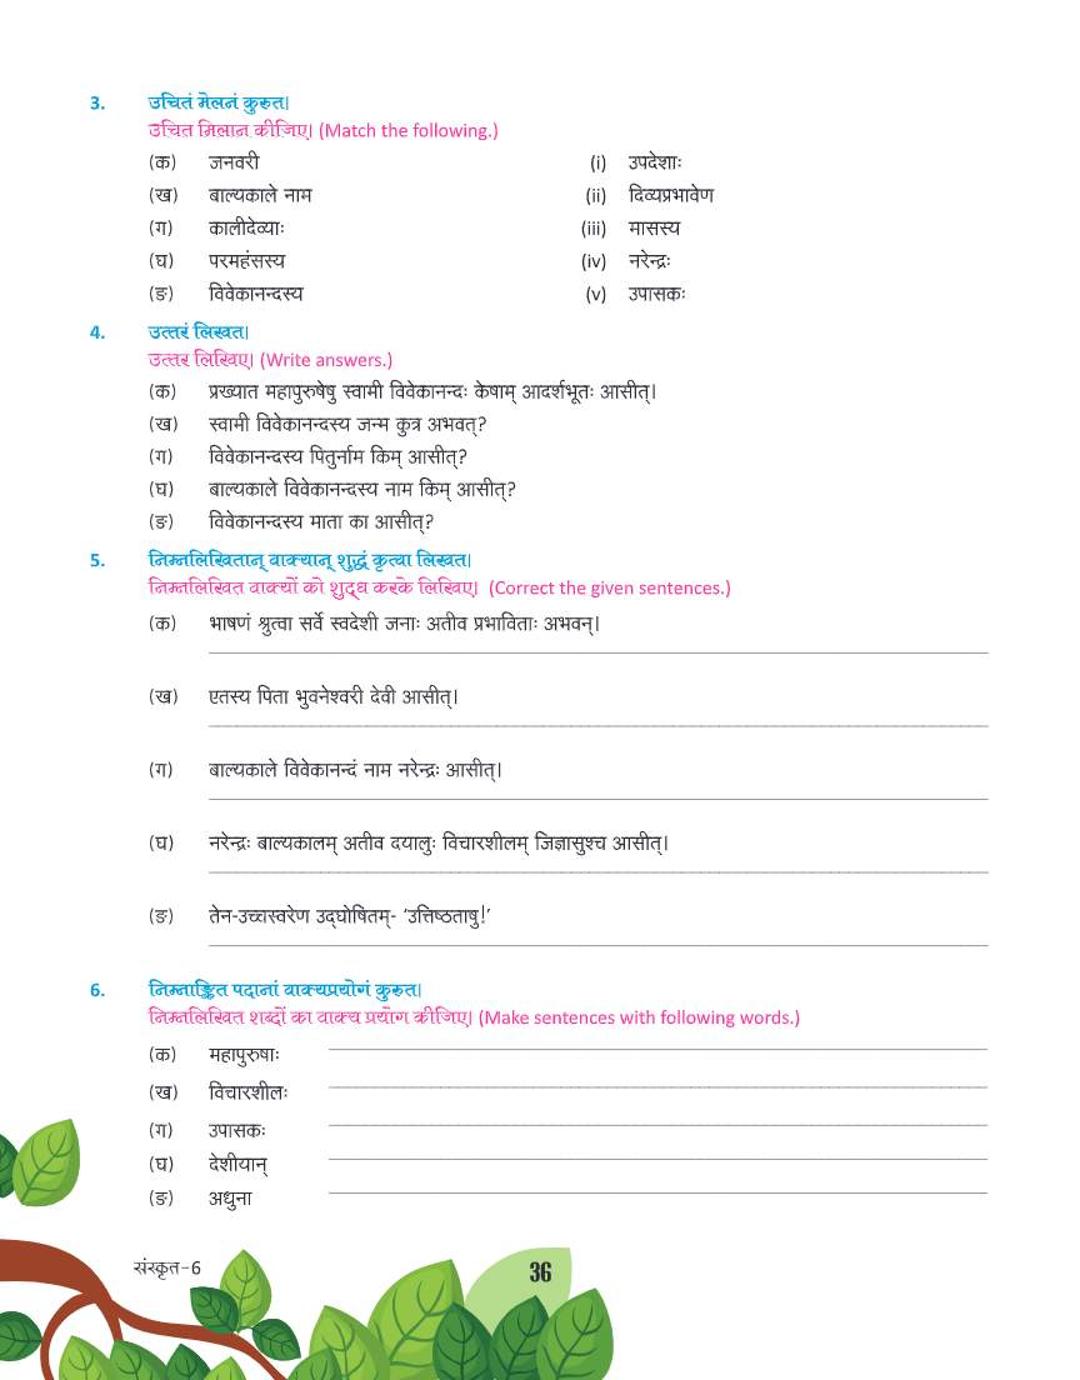 3. उचितं मेलनं कुरुत।
उचित मिलान कीजिए। (Match the following.)
(क) जनवरी (i) उपदेशाः
(ख) बाल्यकाले नाम (ii) दिव्यप्रभावेण
(ग) कालीदेव्याः (iii) मासस्य
(घ) परमहंसस्य (iv) नरेन्द्रः
(ङ) विवेकानन्दस्य (v) उपासकः
4. उत्तरं लिखत।
उत्तर लिखिए। (Write answers.)
(क) प्रख्यात महापुरुषेषु स्वामी विवेकानन्दः केषाम् आदर्शभूतः आसीत्।
(ख) स्वामी विवेकानन्दस्य जन्म कुत्र अभवत्?
(ग) विवेकानन्दस्य पितुर्नाम किम् आसीत्?
(घ) बाल्यकाले विवेकानन्दस्य नाम किम् आसीत्?
(ङ) विवेकानन्दस्य माता का आसीत्?
5. निम्नलिखितान् वाक्यान् शुद्धं कृत्वा लिखत।
निम्नलिखित वाक्यों को शुद्ध करके लिखिए। (Correct the given sentences.)
(क) भाषणं श्रुत्वा सर्वे स्वदेशी जनाः अतीव प्रभाविताः अभवन्।
(ख) एतस्य पिता भुवनेश्वरी देवी आसीत्।
(ग) बाल्यकाले विवेकानन्दं नाम नरेन्द्रः आसीत्।
(घ) नरेन्द्रः बाल्यकालम् अतीव दयालुः विचारशीलम् जिज्ञासुश्च आसीत्।
(ङ) तेन-उच्चस्वरेण उद्घोषितम्- ‘उत्तिष्ठताषु!’
6. निम्नाङ्कित पदानां वाक्यप्रयोगं कुरुत।
निम्नलिखित शब्दों का वाक्य प्रयोग कीजिए। (Make sentences with following words.)
(क) महापुरुषाः
(ख) विचारशीलः
(ग) उपासकः
(घ) देशीयान्
(ङ) अधुना
संस्कृत-6
36